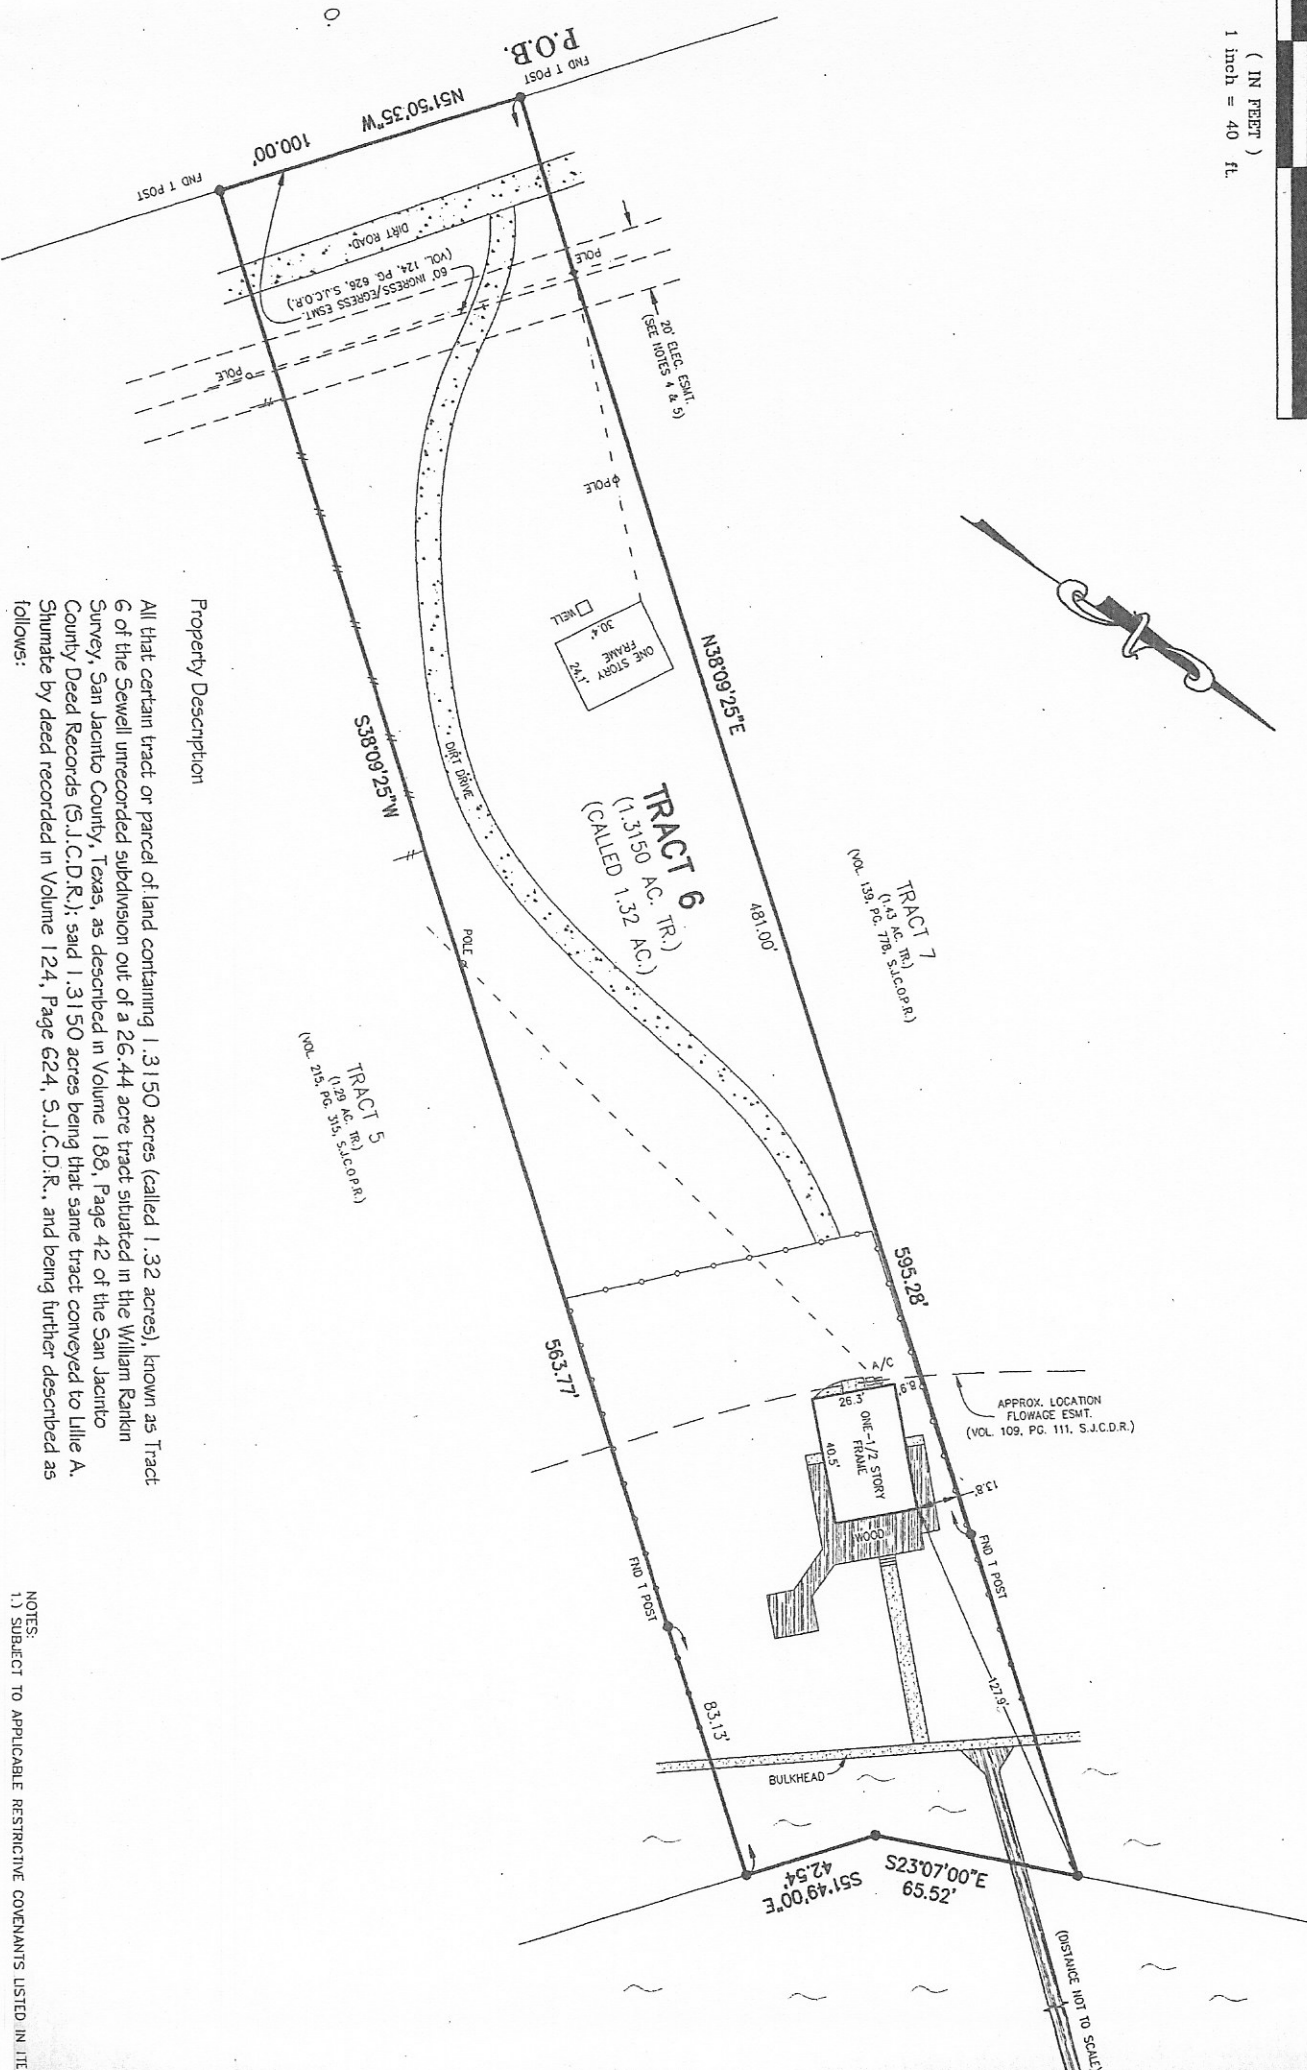 ( IN FEET )
1 inch = 40 ft.
O.
P.O.B.
FND T POST
N51°50'35"W
100.00'
FND T POST
DIRT ROAD
60' INGRESS/EGRESS ESMT.
(VOL. 124, PG. 626, S.J.C.O.R.)
POLE
POLE
20' ELEC. ESMT.
(SEE NOTES 4 & 5)
POLE
WELL
30.4'
ONE STORY
FRAME
24.1'
N38°09'25"E
S38°09'25"W
DIRT DRIVE
TRACT 6
(1.3150 AC. TR.)
(CALLED 1.32 AC.)
481.00'
TRACT 7
(1.43 AC. TR.)
(VOL. 139, PG. 778, S.J.C.O.P.R.)
POLE
TRACT 5
(1.29 AC. TR.)
(VOL. 215, PG. 315, S.J.C.O.P.R.)
595.28'
563.77'
A/C
8.9'
26.3'
40.5'
ONE-1/2 STORY
FRAME
WOOD
APPROX. LOCATION
FLOWAGE ESMT.
(VOL. 109, PG. 111, S.J.C.D.R.)
13.8'
FND T POST
FND T POST
127.9'
83.13'
BULKHEAD
S51°49'00"E
42.54'
S23°07'00"E
65.52'
(DISTANCE NOT TO SCALE)
Property Description
All that certain tract or parcel of land containing 1.3150 acres (called 1.32 acres), known as Tract
6 of the Sewell unrecorded subdivision out of a 26.44 acre tract situated in the William Rankin
Survey, San Jacinto County, Texas, as described in Volume 188, Page 42 of the San Jacinto
County Deed Records (S.J.C.D.R.); said 1.3150 acres being that same tract conveyed to Lillie A.
Shumate by deed recorded in Volume 124, Page 624, S.J.C.D.R., and being further described as
follows:
NOTES:
1.) SUBJECT TO APPLICABLE RESTRICTIVE COVENANTS LISTED IN ITE